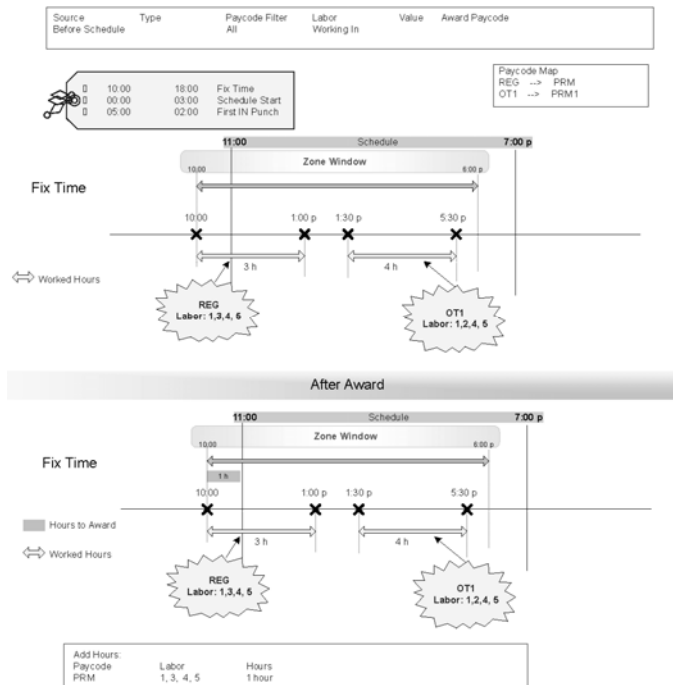 Source Type Paycode Filter Labor Value Award Paycode
Before Schedule All Working In
Paycode Map
REG --> PRM
OT1 --> PRM1
10:00 18:00 Fix Time
00:00 03:00 Schedule Start
05:00 02:00 First IN Punch
11:00 Schedule 7:00 p
Zone Window
10:00 6:00 p
Fix Time
10:00 1:00 p 1:30 p 5:30 p
3 h 4 h
Worked Hours
REG
Labor: 1,3,4, 5
OT1
Labor: 1,2,4, 5
After Award
11:00 Schedule 7:00 p
Zone Window
10:00 6:00 p
Fix Time
1 h
10:00 1:00 p 1:30 p 5:30 p
Hours to Award
3 h 4 h
Worked Hours
REG
Labor: 1,3,4, 5
OT1
Labor: 1,2,4, 5
Add Hours:
Paycode Labor Hours
PRM 1, 3, 4, 5 1 hour